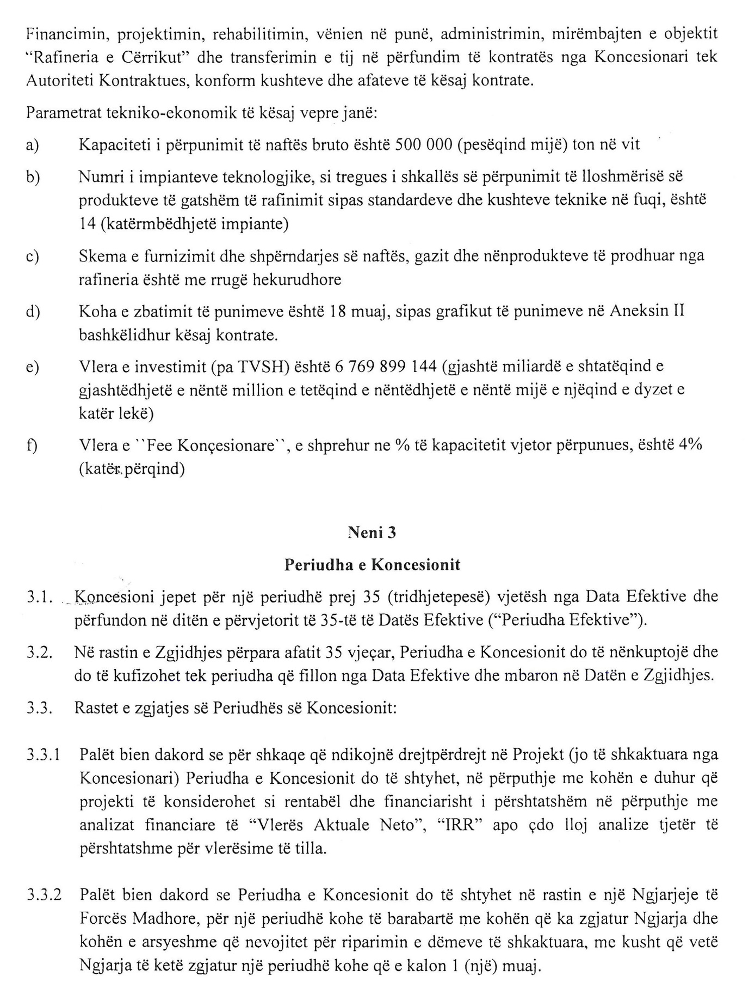 Financimin, projektimin, rehabilitimin, vënien në punë, administrimin, mirëmbajten e objektit
“Rafineria e Cërrikut” dhe transferimin e tij në përfundim të kontratës nga Koncesionari tek
Autoriteti Kontraktues, konform kushteve dhe afateve të kësaj kontrate.
Parametrat tekniko-ekonomik të kësaj vepre janë:
a) Kapaciteti i përpunimit të naftës bruto është 500 000 (pesëqind mijë) ton në vit
b) Numri i impianteve teknologjike, si tregues i shkallës së përpunimit të lloshmërisë së
produkteve të gatshëm të rafinimit sipas standardeve dhe kushteve teknike në fuqi, është
14 (katërmbëdhjetë impiante)
c) Skema e furnizimit dhe shpërndarjes së naftës, gazit dhe nënprodukteve të prodhuar nga
rafineria është me rrugë hekurudhore
d) Koha e zbatimit të punimeve është 18 muaj, sipas grafikut të punimeve në Aneksin II
bashkëlidhur kësaj kontrate.
e) Vlera e investimit (pa TVSH) është 6 769 899 144 (gjashtë miliardë e shtatëqind e
gjashtëdhjetë e nëntë million e tetëqind e nëntëdhjetë e nëntë mijë e njëqind e dyzet e
katër lekë)
f) Vlera e ``Fee Konçesionare``, e shprehur ne % të kapacitetit vjetor përpunues, është 4%
(katër përqind)
Neni 3
Periudha e Koncesionit
3.1. Koncesioni jepet për një periudhë prej 35 (tridhjetepesë) vjetësh nga Data Efektive dhe
përfundon në ditën e përvjetorit të 35-të të Datës Efektive (“Periudha Efektive”).
3.2. Në rastin e Zgjidhjes përpara afatit 35 vjeçar, Periudha e Koncesionit do të nënkuptojë dhe
do të kufizohet tek periudha që fillon nga Data Efektive dhe mbaron në Datën e Zgjidhjes.
3.3. Rastet e zgjatjes së Periudhës së Koncesionit:
3.3.1 Palët bien dakord se për shkaqe që ndikojnë drejtpërdrejt në Projekt (jo të shkaktuara nga
Koncesionari) Periudha e Koncesionit do të shtyhet, në përputhje me kohën e duhur që
projekti të konsiderohet si rentabël dhe financiarisht i përshtatshëm në përputhje me
analizat financiare të “Vlerës Aktuale Neto”, “IRR” apo çdo lloj analize tjetër të
përshtatshme për vlerësime të tilla.
3.3.2 Palët bien dakord se Periudha e Koncesionit do të shtyhet në rastin e një Ngjarjeje të
Forcës Madhore, për një periudhë kohe të barabartë me kohën që ka zgjatur Ngjarja dhe
kohën e arsyeshme që nevojitet për riparimin e dëmeve të shkaktuara, me kusht që vetë
Ngjarja të ketë zgjatur një periudhë kohe që e kalon 1 (një) muaj.